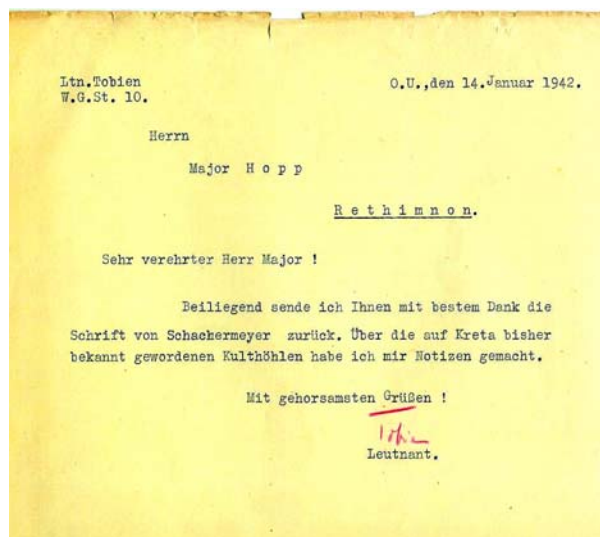 Ltn.Tobien
O.U.,den 14.Januar 1942.
W.G.St. 10.
Herrn
Major H o p p
R e t h i m n o n.
Sehr verehrter Herr Major !
Beiliegend sende ich Ihnen mit bestem Dank die
Schrift von Schachermeyer zurück. Über die auf Kreta bisher
bekannt gewordenen Kulthöhlen habe ich mir Notizen gemacht.
Mit gehorsamsten Grüßen !
Tobien
Leutnant.